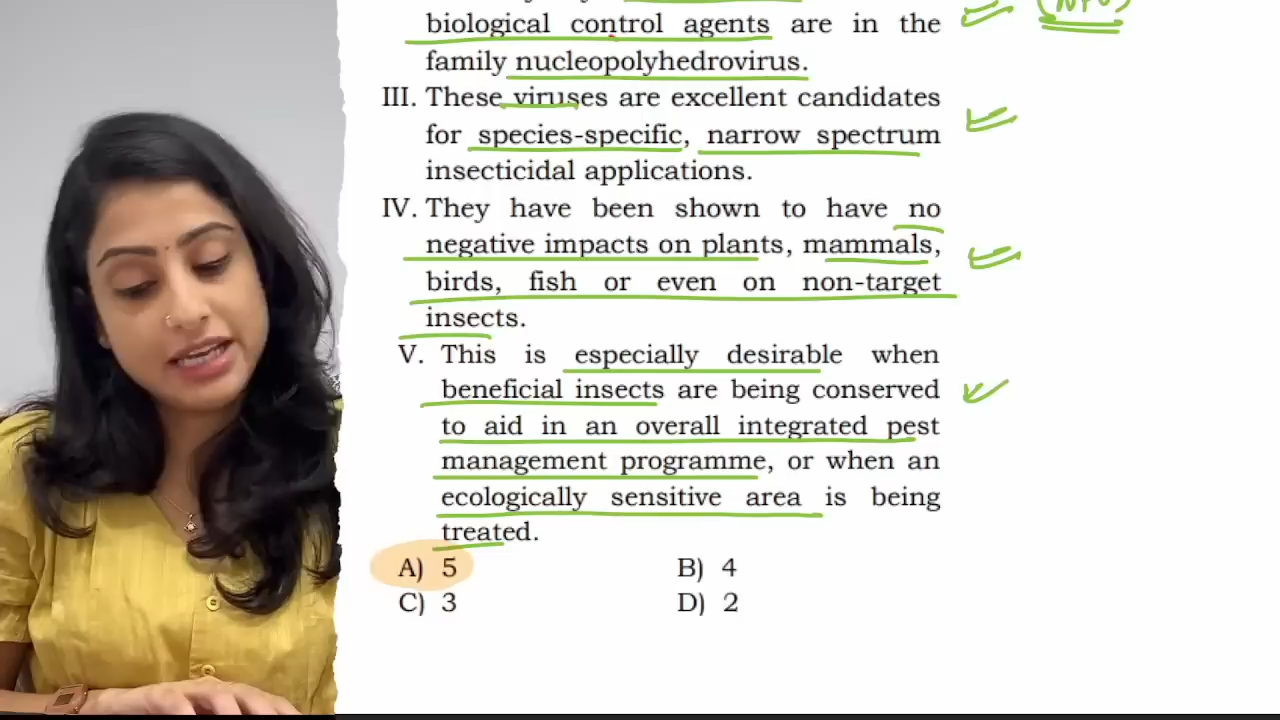 biological control agents are in the
(NPV)
family nucleopolyhedrovirus.
III. These viruses are excellent candidates
for species-specific, narrow spectrum
insecticidal applications.
IV. They have been shown to have no
negative impacts on plants, mammals,
birds, fish or even on non-target
insects.
V. This is especially desirable when
beneficial insects are being conserved
to aid in an overall integrated pest
management programme, or when an
ecologically sensitive area is being
treated.
A) 5 B) 4
C) 3 D) 2